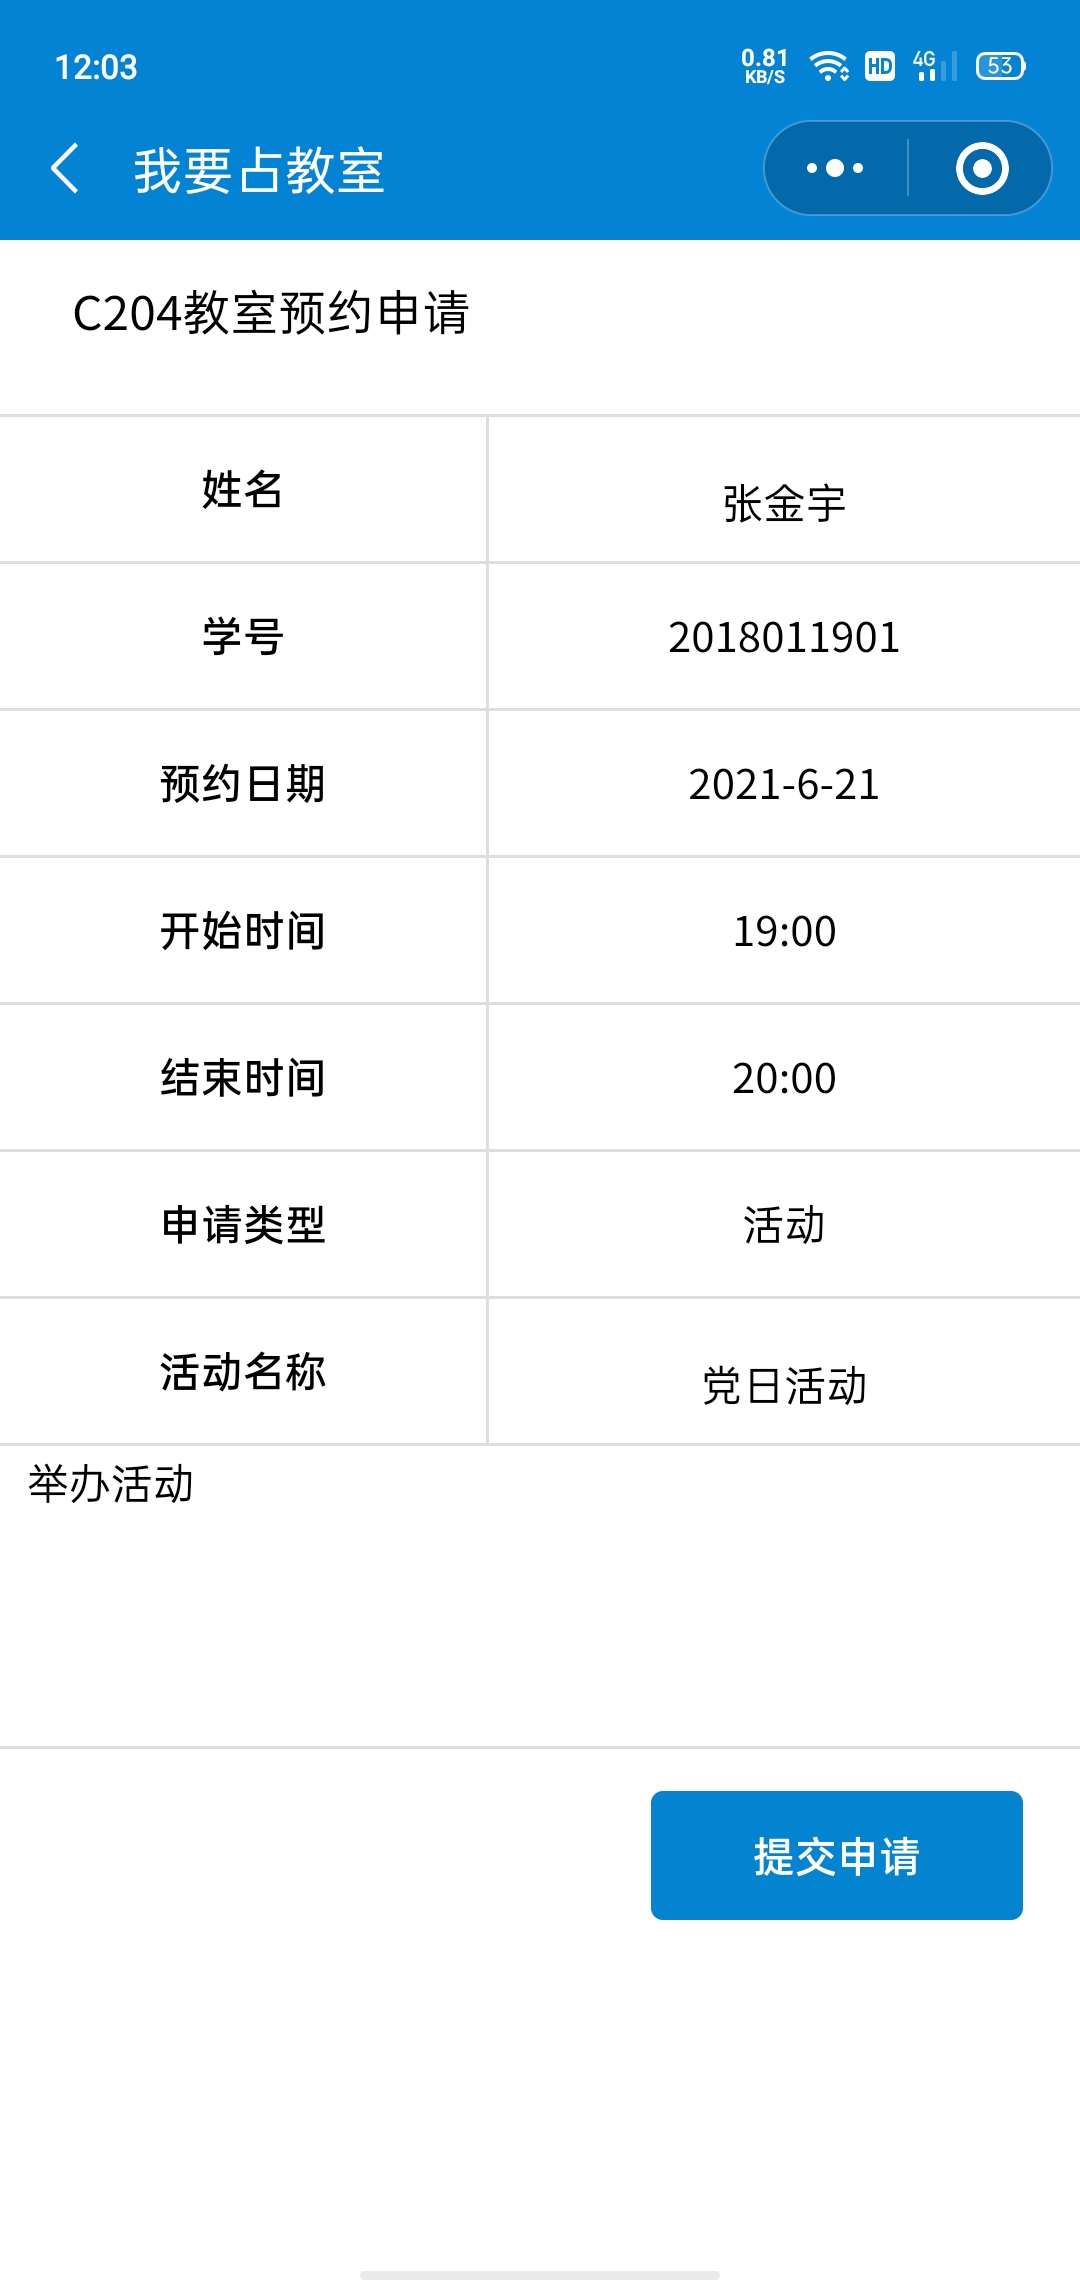 12:03
0.81
KB/S
HD
4G
53
我要占教室
C204教室预约申请
姓名 张金宇
学号 2018011901
预约日期 2021-6-21
开始时间 19:00
结束时间 20:00
申请类型 活动
活动名称 党日活动
举办活动
提交申请